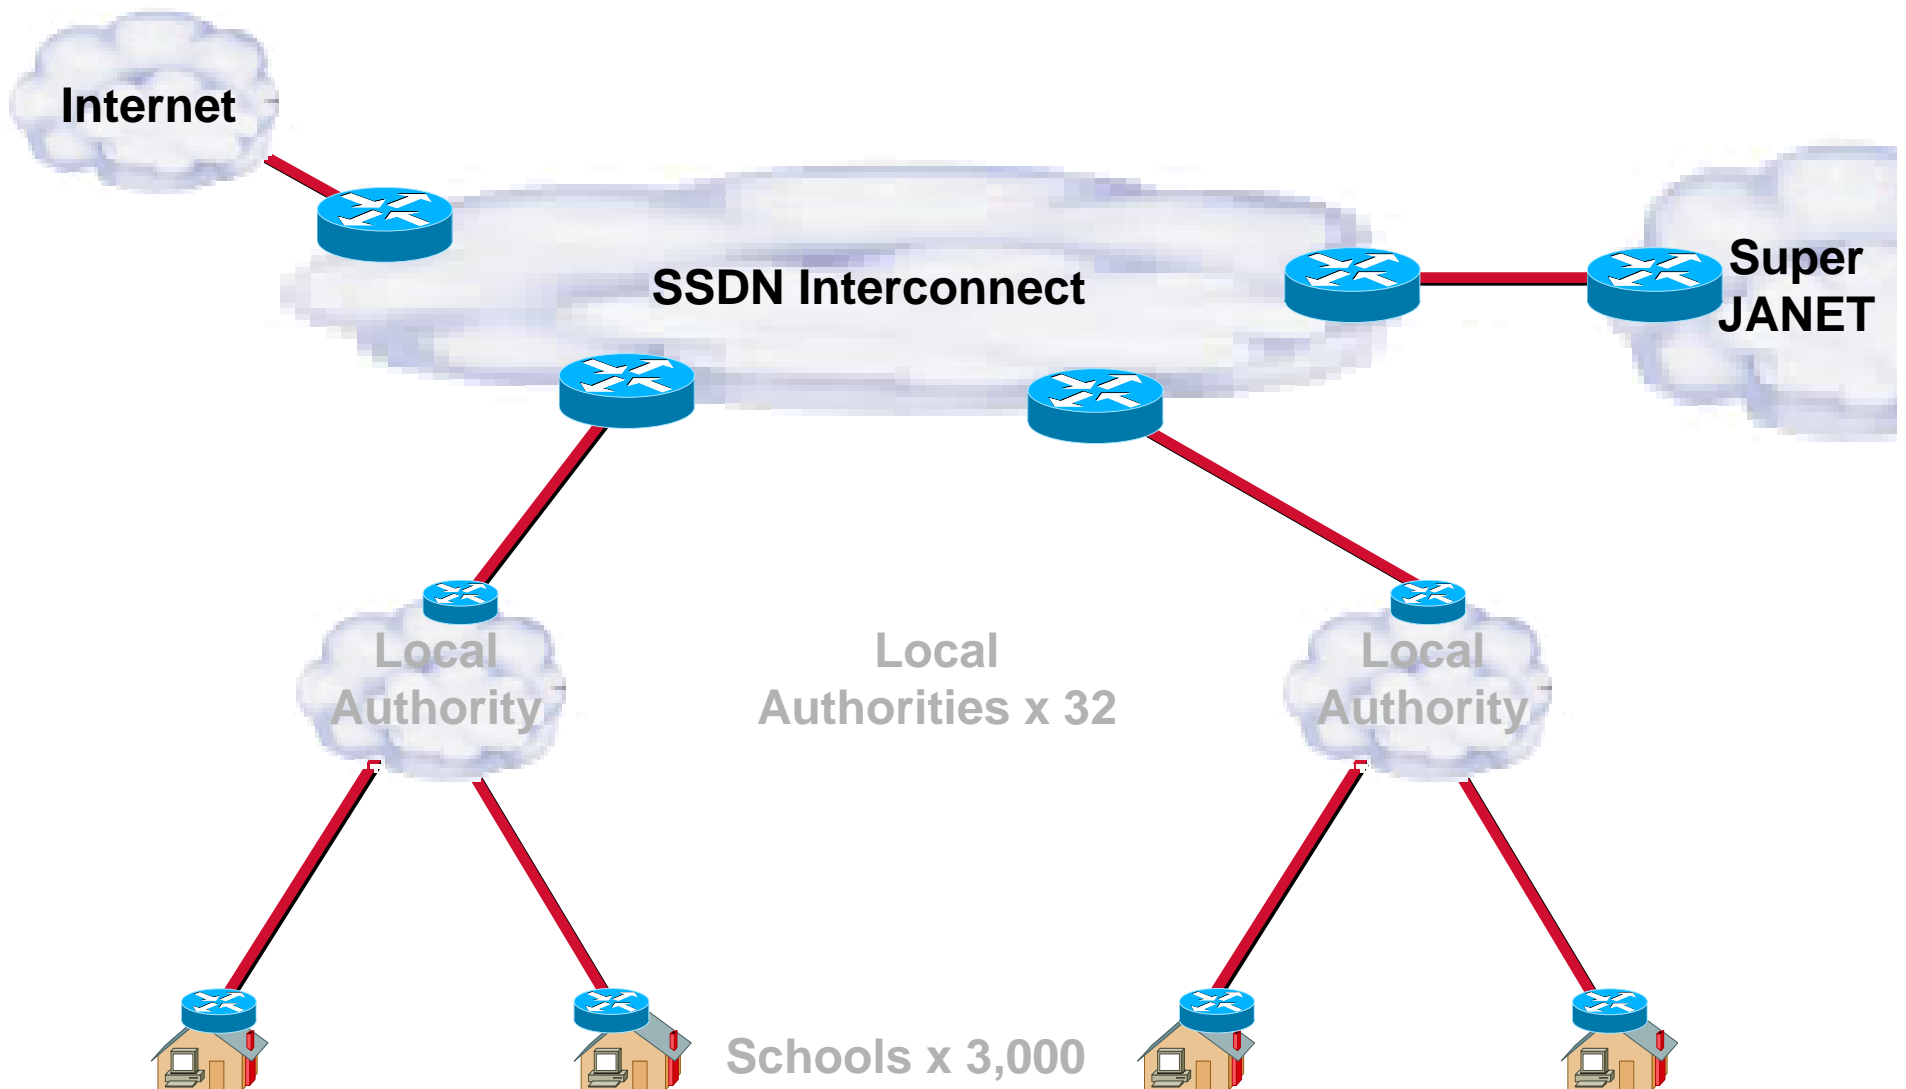 Internet
SSDN Interconnect
Super
JANET
Local
Authority
Local
Authorities x 32
Local
Authority
Schools x 3,000